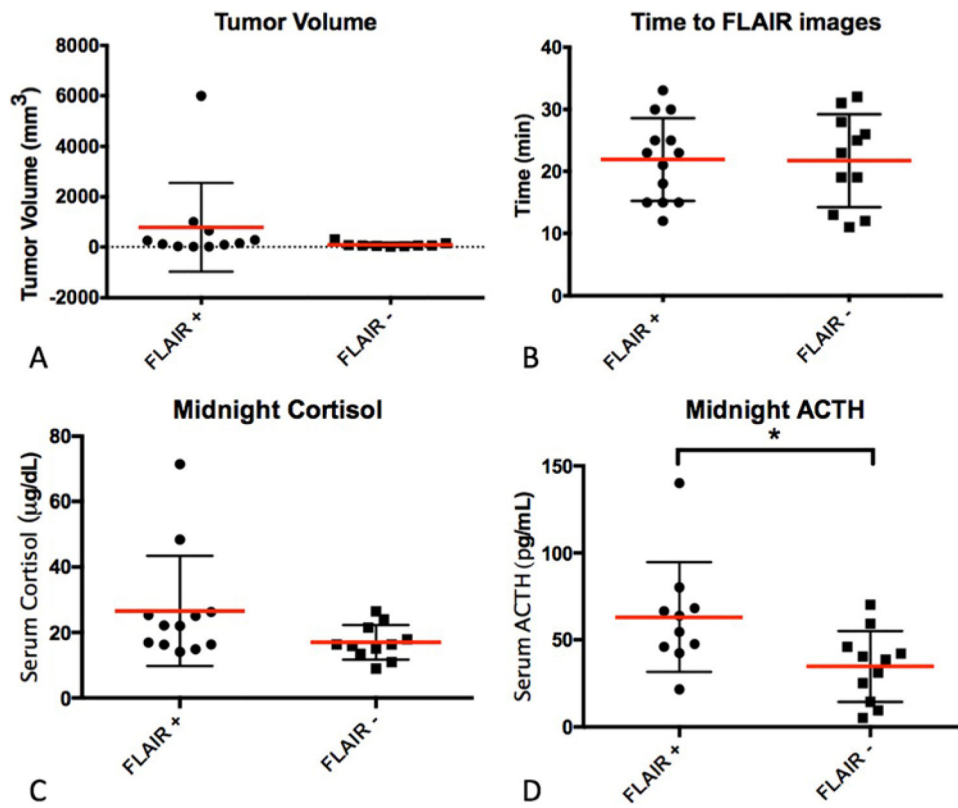 Tumor Volume
Tumor Volume (mm3)
8000
6000
4000
2000
0
-2000
FLAIR +
FLAIR -
A
Time to FLAIR images
Time (min)
40
30
20
10
0
FLAIR +
FLAIR -
B
Midnight Cortisol
Serum Cortisol (µg/dL)
80
60
40
20
0
FLAIR +
FLAIR -
C
Midnight ACTH
*
Serum ACTH (pg/mL)
150
100
50
0
FLAIR +
FLAIR -
D